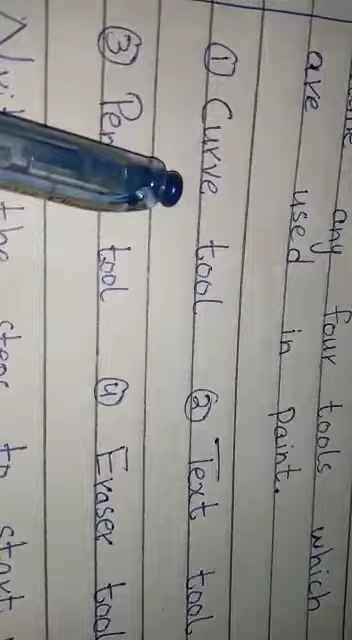 any four tools which
are used in paint.
① Curve tool ② Text tool
③ tool ④ Eraser tool
the steps to start